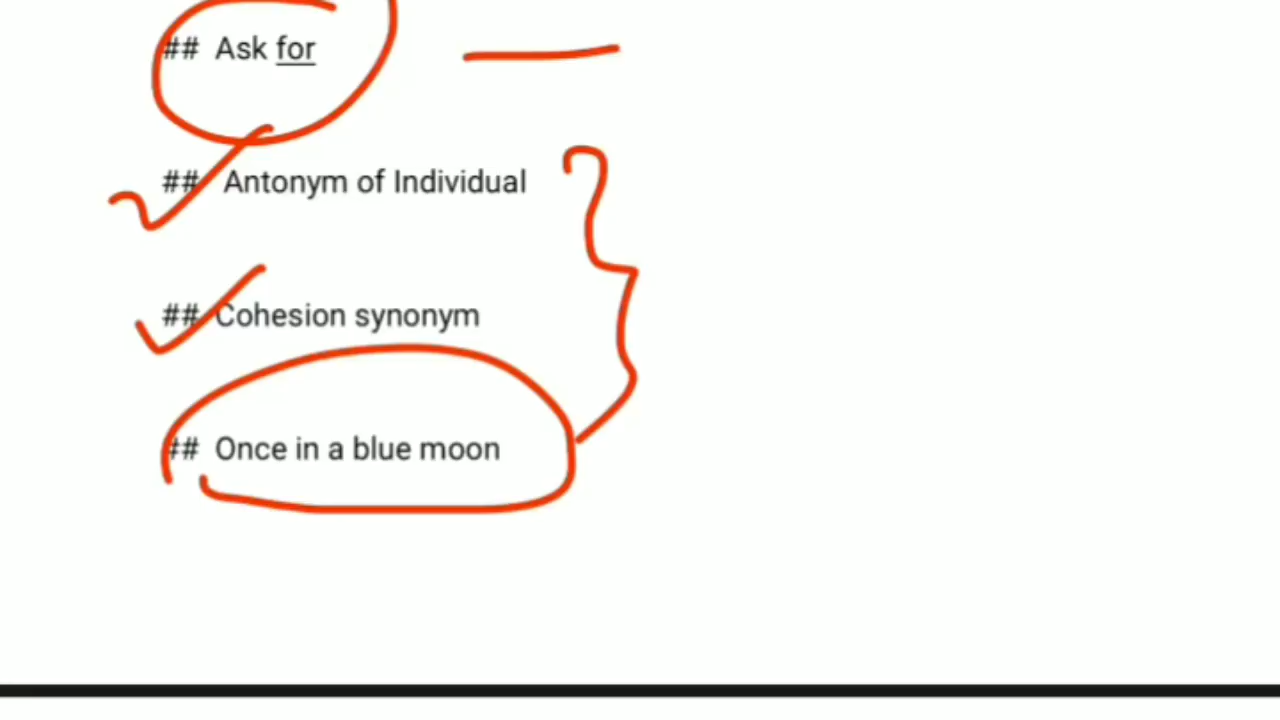 ## Ask for
## Antonym of Individual
## Cohesion synonym
## Once in a blue moon